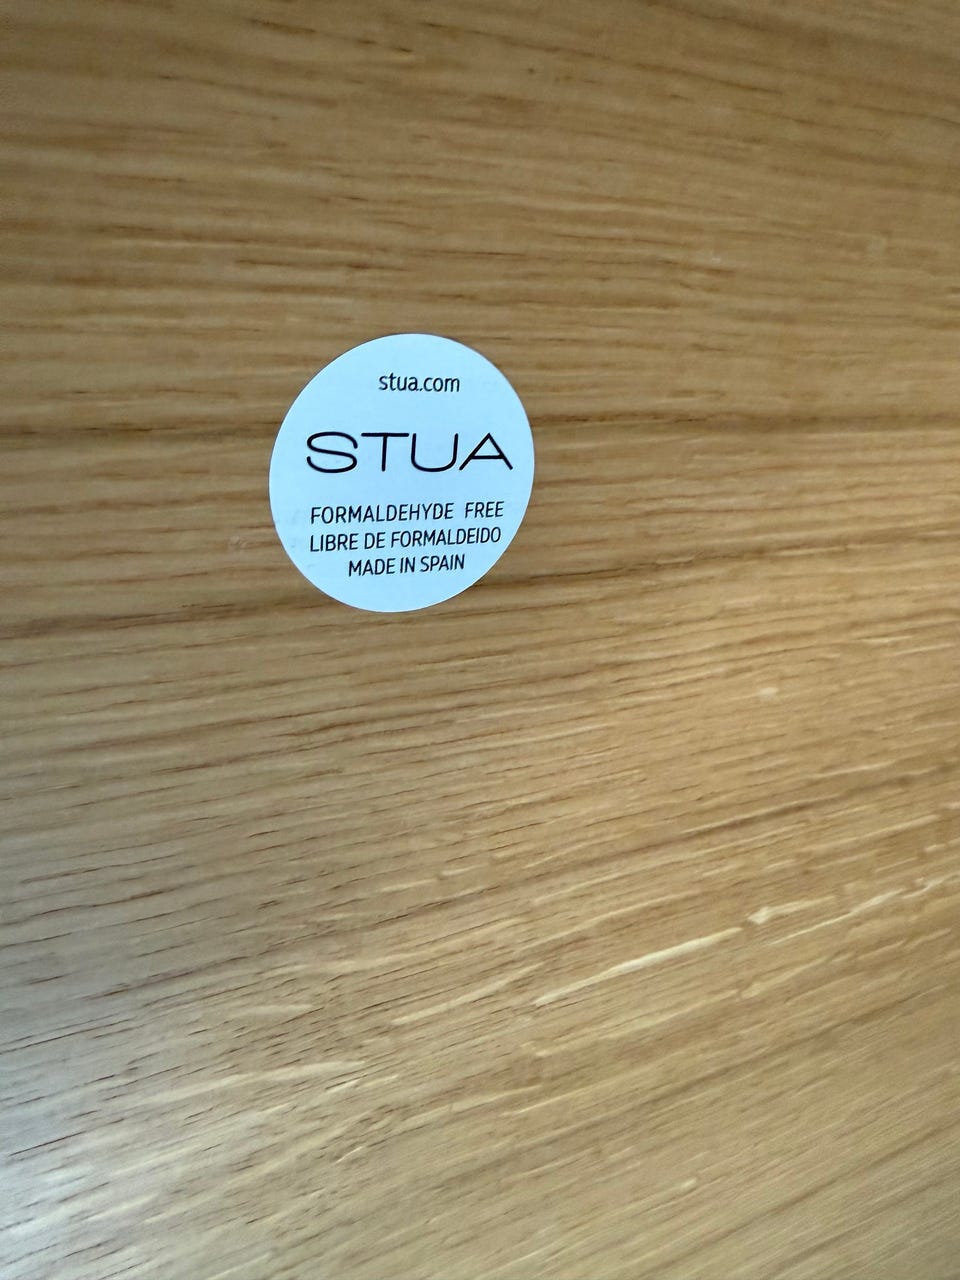 stua.com
STUA
FORMALDEHYDE FREE
LIBRE DE FORMALDEIDO
MADE IN SPAIN